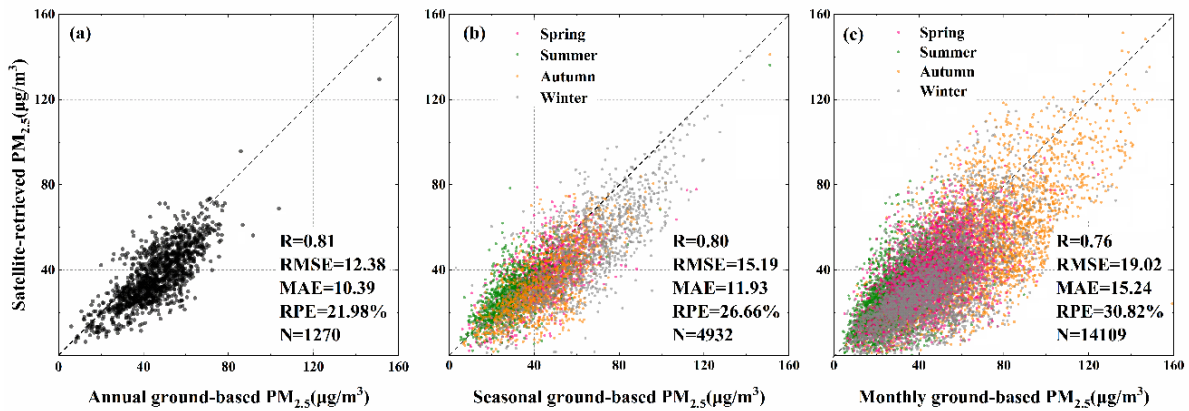 Satellite-retrieved PM2.5(μg/m3)
160
120
80
40
(a)
R=0.81
RMSE=12.38
MAE=10.39
RPE=21.98%
N=1270
0 40 80 120 160
Annual ground-based PM2.5(μg/m3)
160
120
80
40
(b)
Spring
Summer
Autumn
Winter
R=0.80
RMSE=15.19
MAE=11.93
RPE=26.66%
N=4932
0 40 80 120 160
Seasonal ground-based PM2.5(μg/m3)
160
120
80
40
(c)
Spring
Summer
Autumn
Winter
R=0.76
RMSE=19.02
MAE=15.24
RPE=30.82%
N=14109
0 40 80 120 160
Monthly ground-based PM2.5(μg/m3)